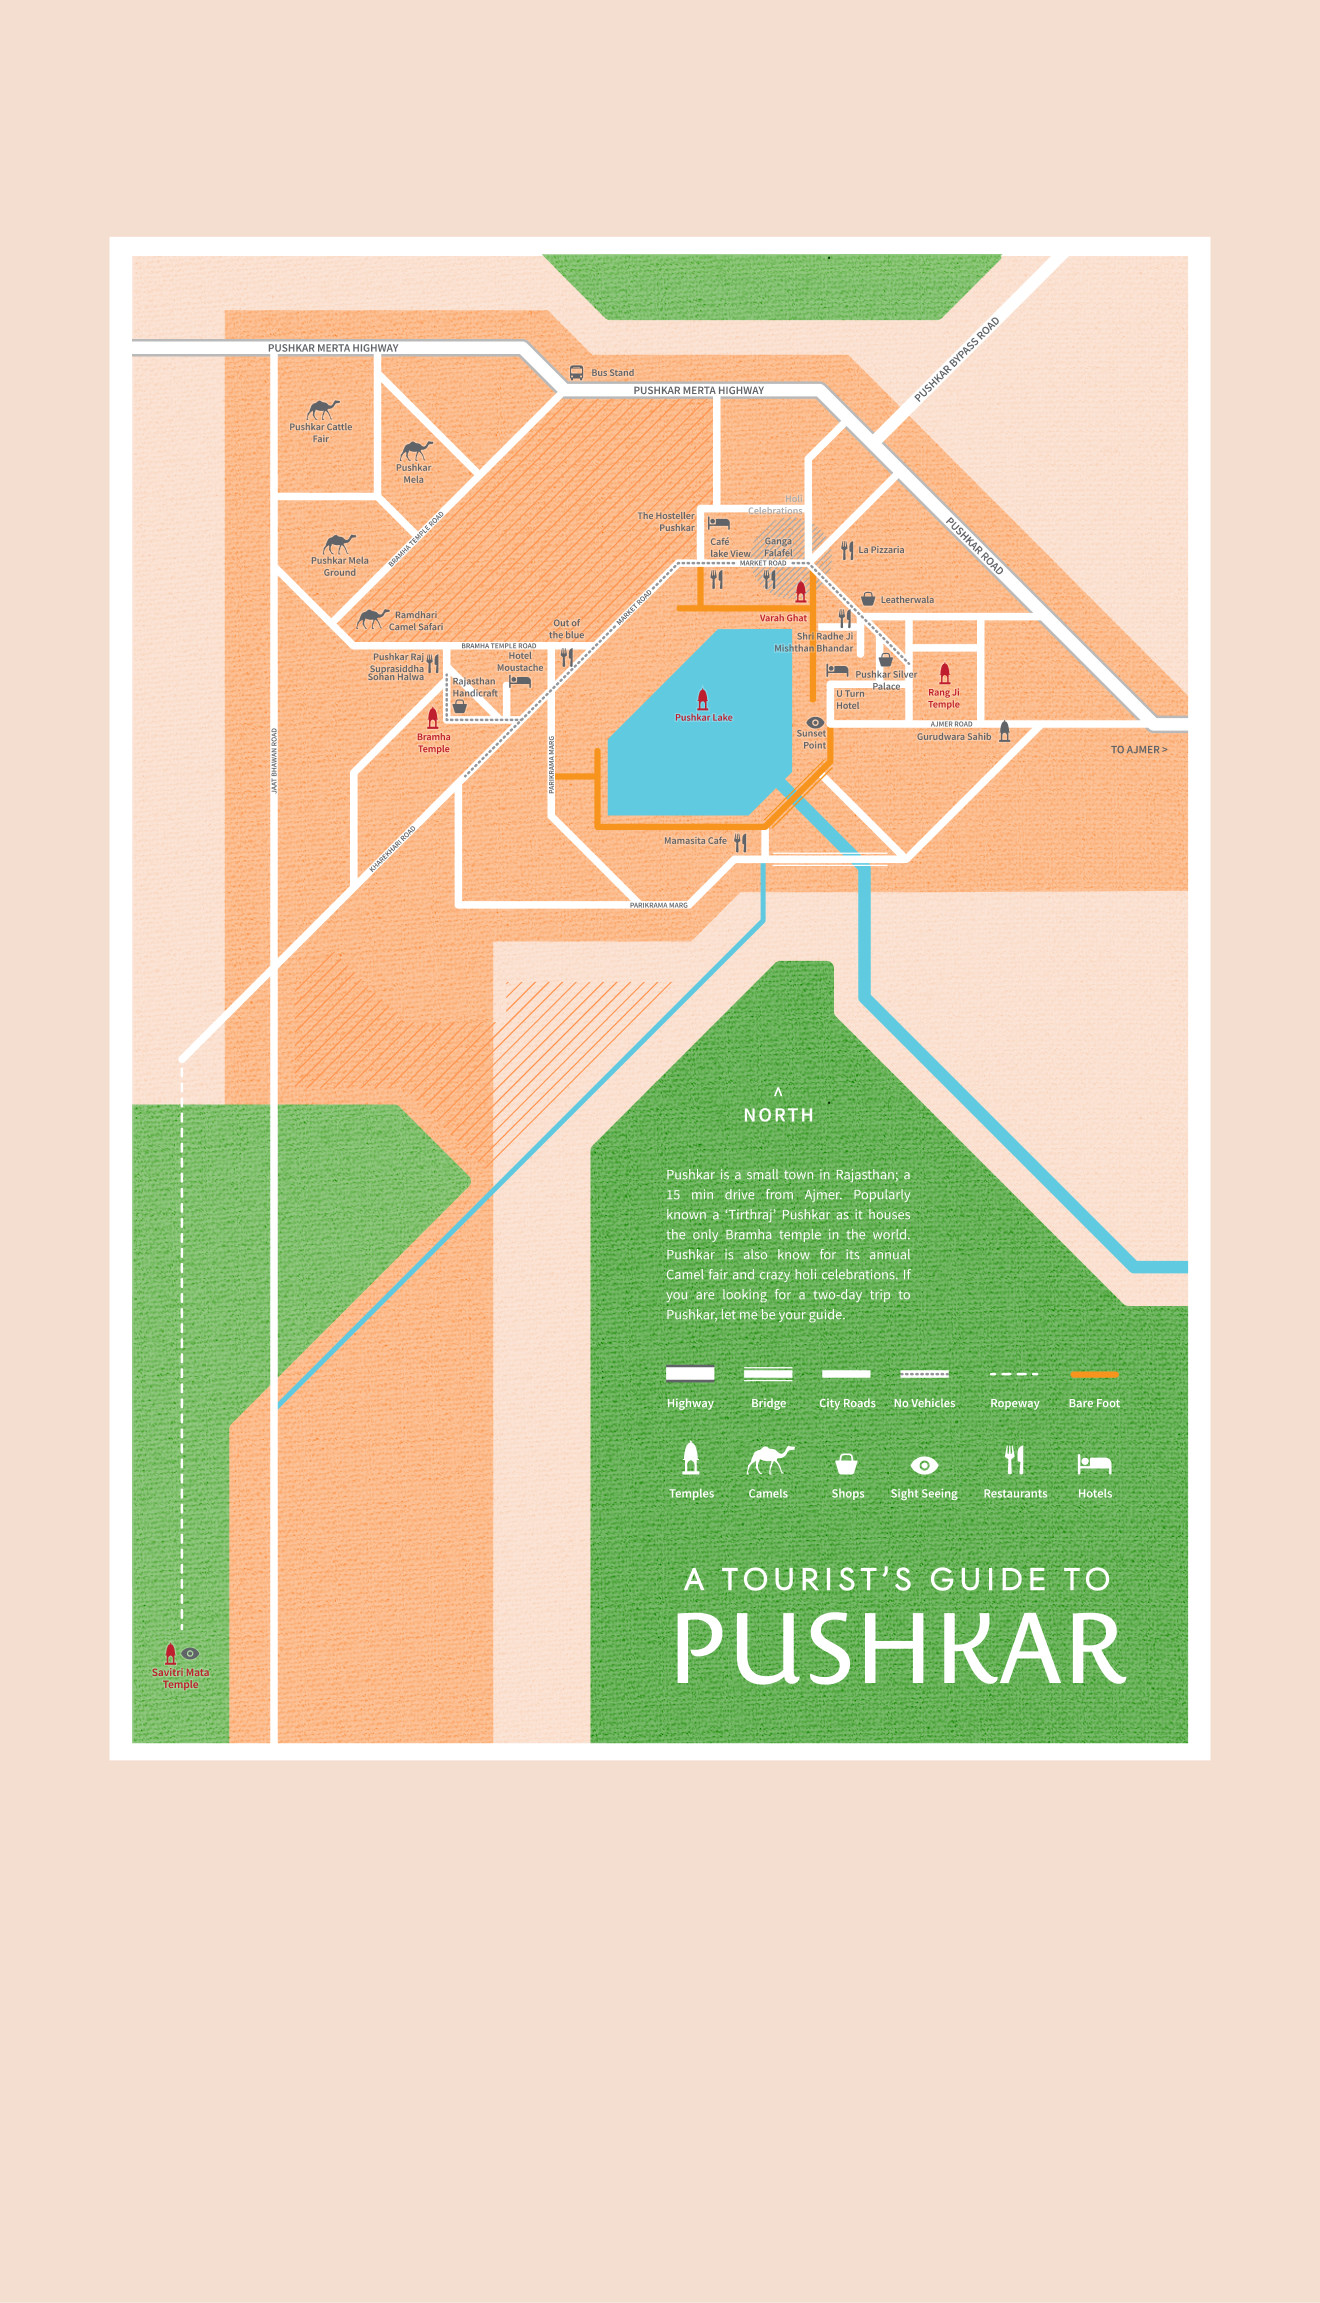 PUSHKAR MERTA HIGHWAY
Bus Stand
PUSHKAR MERTA HIGHWAY
PUSHKAR BYPASS ROAD
Pushkar Cattle
Fair
Pushkar
Mela
BRAMHA TEMPLE ROAD
Pushkar Mela
Ground
Ramdhari
Camel Safari
Holi
Celebrations
The Hosteller
Pushkar
Café
lake View
Ganga
Falafel
La Pizzaria
PUSHKAR ROAD
MARKET ROAD
MARKET ROAD
Leatherwala
Varah Ghat
Out of
the blue
Shri Radhe Ji
Mishthan Bhandar
BRAMHA TEMPLE ROAD
Pushkar Raj
Suprasiddha
Sohan Halwa
Hotel
Moustache
Rajasthan
Handicraft
Pushkar Silver
Palace
U Turn
Hotel
Rang Ji
Temple
Pushkar Lake
Bramha
Temple
Sunset
Point
AJMER ROAD
Gurudwara Sahib
TO AJMER >
JAAT BHAWAN ROAD
PARIKRAMA MARG
KHAREKHARI ROAD
Mamasita Cafe
PARIKRAMA MARG
NORTH
Pushkar is a small town in Rajasthan; a
15 min drive from Ajmer. Popularly
known a ‘Tirthraj’ Pushkar as it houses
the only Bramha temple in the world.
Pushkar is also know for its annual
Camel fair and crazy holi celebrations. If
you are looking for a two-day trip to
Pushkar, let me be your guide.
Highway Bridge City Roads No Vehicles Ropeway Bare Foot
Temples Camels Shops Sight Seeing Restaurants Hotels
A TOURIST’S GUIDE TO
PUSHKAR
Savitri Mata
Temple